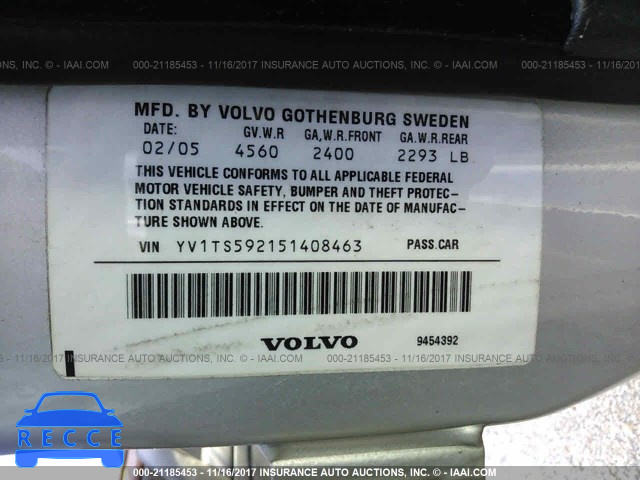 AUCTIONS, INC. - IAAI.COM 000-21185453 - 11/16/2017 INSURANCE AUTO AUCTIONS, INC. - IAAI.COM 000-21185453 - 11/16/2017
MFD. BY VOLVO GOTHENBURG SWEDEN
DATE: GV.W.R GA,W.R.FRONT GA.W.R.REAR
02/05 4560 2400 2293 LB
THIS VEHICLE CONFORMS TO ALL APPLICABLE FEDERAL
MOTOR VEHICLE SAFETY, BUMPER AND THEFT PROTEC-
TION STANDARDS IN EFFECT ON THE DATE OF MANUFAC-
TURE SHOWN ABOVE.
VIN YV1TS592151408463 PASS.CAR
VOLVO 9454392
11/16/2017 INSURANCE AUTO AUCTIONS, INC. - IAAI.COM 000-21185453 - 11/16/2017 INSURANCE AUTO AUCTIONS, INC. - IAAI.COM
RECCE
000-21185453 - 11/16/2017 INSURANCE AUTO AUCTIONS, INC. - IAAI.COM